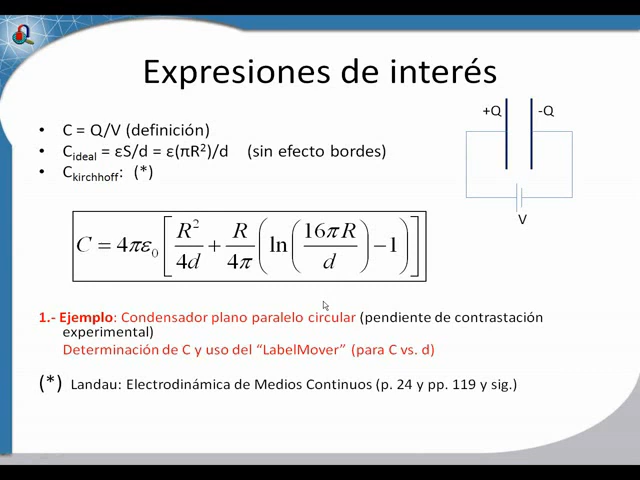 Expresiones de interés
• C = Q/V (definición)
• C_ideal = εS/d = ε(πR²)/d (sin efecto bordes)
• C_kirchhoff: (*)
+Q -Q
V
C = 4πε₀ [ R²/4d + R/4π ( ln ( 16πR/d ) − 1 ) ]
1.- Ejemplo: Condensador plano paralelo circular (pendiente de contrastación
experimental)
Determinación de C y uso del “LabelMover” (para C vs. d)
(*) Landau: Electrodinámica de Medios Continuos (p. 24 y pp. 119 y sig.)